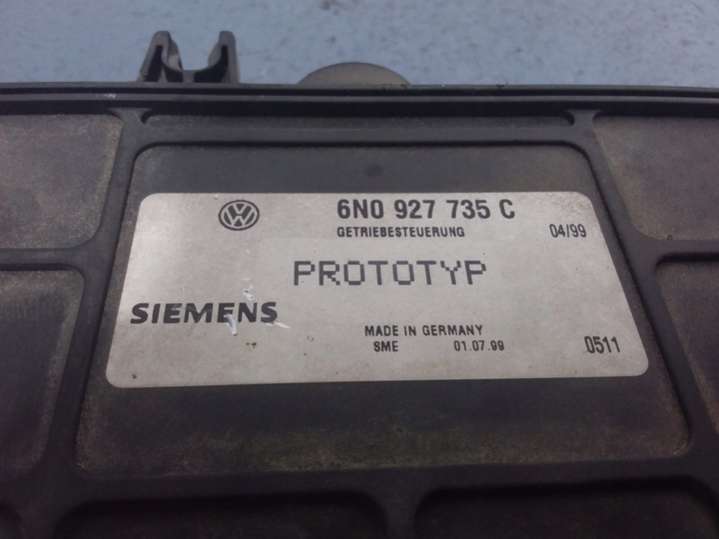 6N0 927 735 C
GETRIEBESTEUERUNG 04/99
PROTOTYP
SIEMENS
MADE IN GERMANY
SME 01.07.99 0511